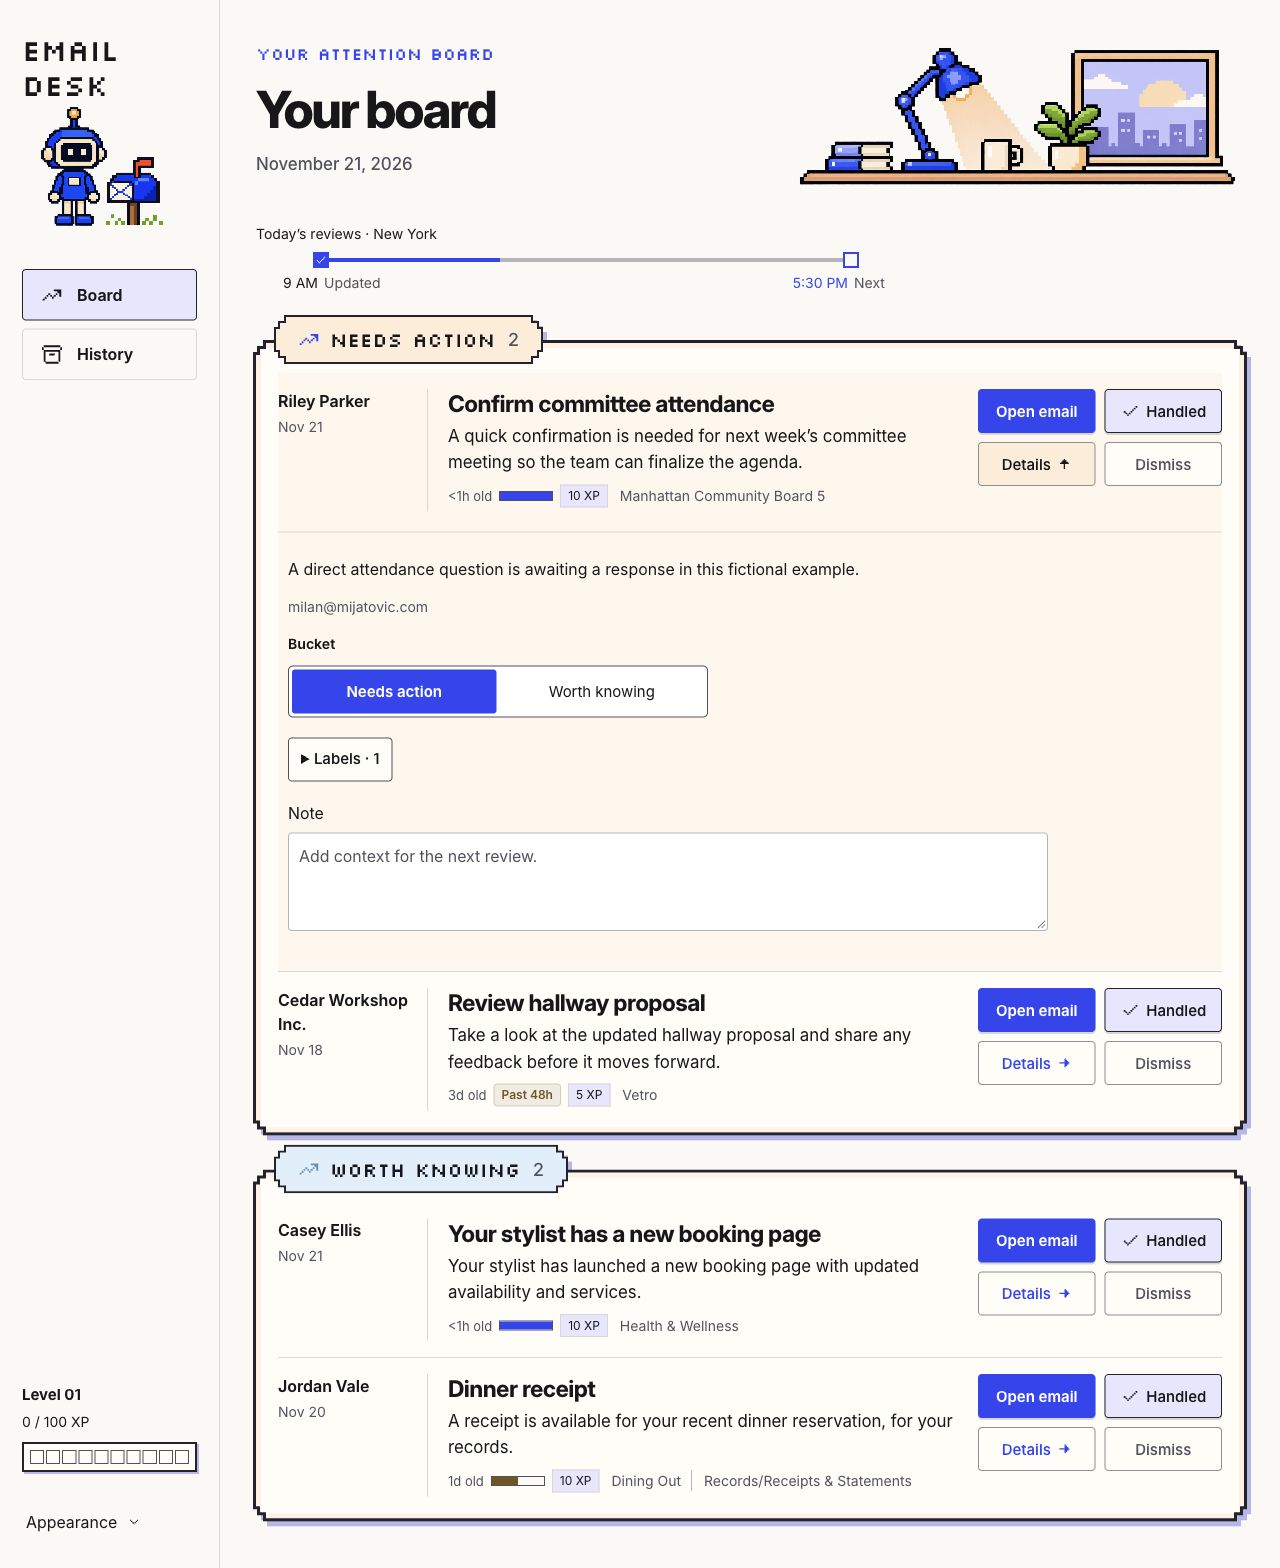 EMAIL
DESK
Board
History
Level 01
0 / 100 XP
Appearance
YOUR ATTENTION BOARD
Your board
November 21, 2026
Today’s reviews · New York
9 AM Updated
5:30 PM Next
NEEDS ACTION 2
Riley Parker
Nov 21
Confirm committee attendance
A quick confirmation is needed for next week’s committee
meeting so the team can finalize the agenda.
<1h old 10 XP Manhattan Community Board 5
Open email Handled
Details Dismiss
A direct attendance question is awaiting a response in this fictional example.
milan@mijatovic.com
Bucket
Needs action Worth knowing
Labels · 1
Note
Add context for the next review.
Cedar Workshop
Inc.
Nov 18
Review hallway proposal
Take a look at the updated hallway proposal and share any
feedback before it moves forward.
3d old Past 48h 5 XP Vetro
Open email Handled
Details Dismiss
WORTH KNOWING 2
Casey Ellis
Nov 21
Your stylist has a new booking page
Your stylist has launched a new booking page with updated
availability and services.
<1h old 10 XP Health & Wellness
Open email Handled
Details Dismiss
Jordan Vale
Nov 20
Dinner receipt
A receipt is available for your recent dinner reservation, for your
records.
1d old 10 XP Dining Out Records/Receipts & Statements
Open email Handled
Details Dismiss